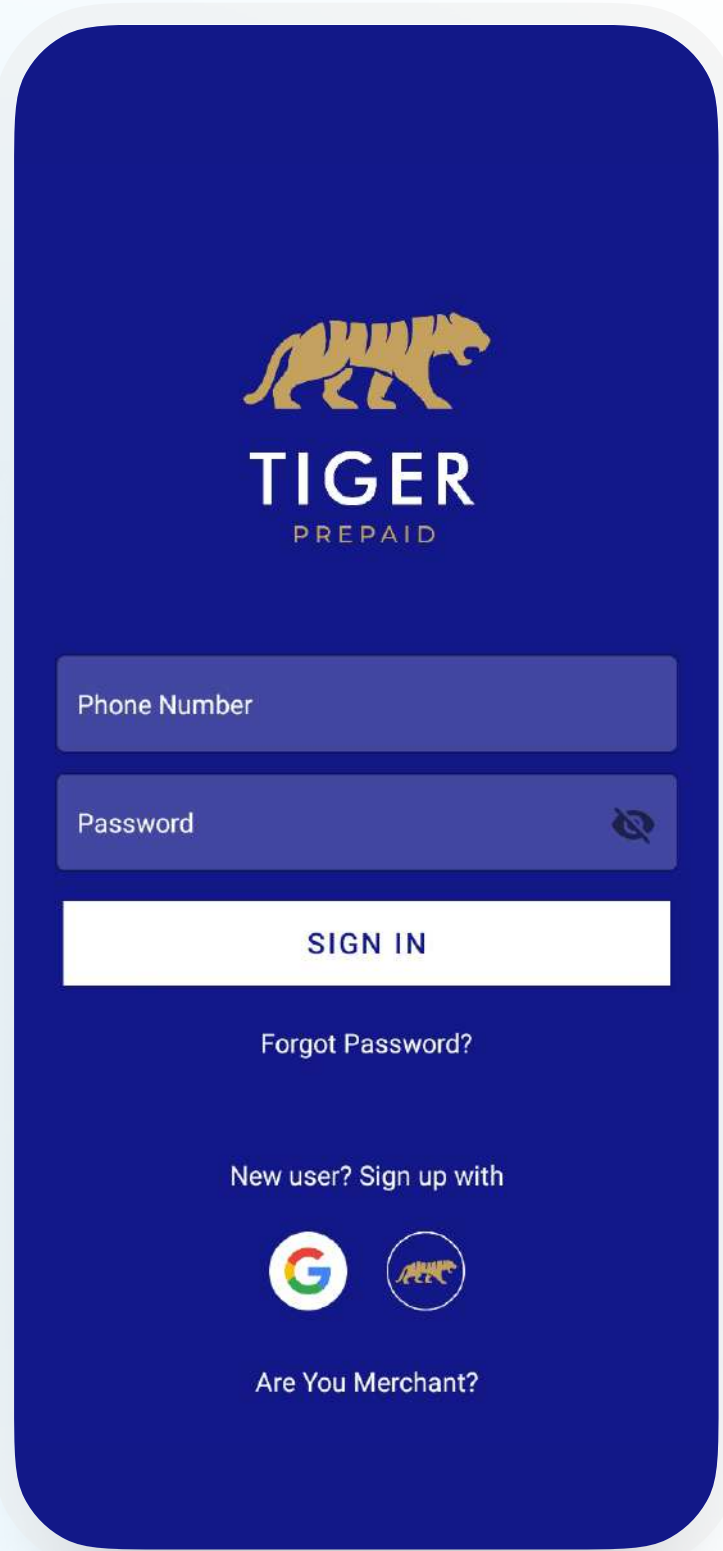 TIGER
PREPAID
Phone Number
Password
SIGN IN
Forgot Password?
New user? Sign up with
G
Are You Merchant?